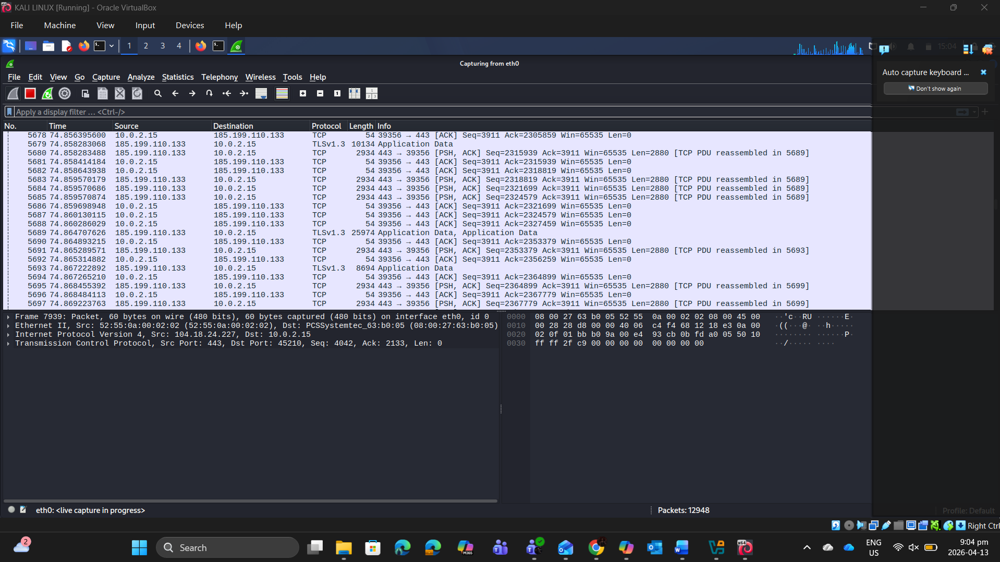 KALI LINUX [Running] - Oracle VirtualBox
File Machine View Input Devices Help
1 2 3 4
15:04
Capturing from eth0
File Edit View Go Capture Analyze Statistics Telephony Wireless Tools Help
Auto capture keyboard ...
Don't show again
Apply a display filter … <Ctrl-/>
No. Time Source Destination Protocol Length Info
5678 74.856395600 10.0.2.15 185.199.110.133 TCP 54 39356 → 443 [ACK] Seq=3911 Ack=2305859 Win=65535 Len=0
5679 74.858283068 185.199.110.133 10.0.2.15 TLSv1.3 10134 Application Data
5680 74.858283488 185.199.110.133 10.0.2.15 TCP 2934 443 → 39356 [PSH, ACK] Seq=2315939 Ack=3911 Win=65535 Len=2880 [TCP PDU reassembled in 5689]
5681 74.858414184 10.0.2.15 185.199.110.133 TCP 54 39356 → 443 [ACK] Seq=3911 Ack=2315939 Win=65535 Len=0
5682 74.858643938 10.0.2.15 185.199.110.133 TCP 54 39356 → 443 [ACK] Seq=3911 Ack=2318819 Win=65535 Len=0
5683 74.859570179 185.199.110.133 10.0.2.15 TCP 2934 443 → 39356 [PSH, ACK] Seq=2318819 Ack=3911 Win=65535 Len=2880 [TCP PDU reassembled in 5689]
5684 74.859570686 185.199.110.133 10.0.2.15 TCP 2934 443 → 39356 [PSH, ACK] Seq=2321699 Ack=3911 Win=65535 Len=2880 [TCP PDU reassembled in 5689]
5685 74.859570874 185.199.110.133 10.0.2.15 TCP 2934 443 → 39356 [PSH, ACK] Seq=2324579 Ack=3911 Win=65535 Len=2880 [TCP PDU reassembled in 5689]
5686 74.859698948 10.0.2.15 185.199.110.133 TCP 54 39356 → 443 [ACK] Seq=3911 Ack=2321699 Win=65535 Len=0
5687 74.860130115 10.0.2.15 185.199.110.133 TCP 54 39356 → 443 [ACK] Seq=3911 Ack=2324579 Win=65535 Len=0
5688 74.860286029 10.0.2.15 185.199.110.133 TCP 54 39356 → 443 [ACK] Seq=3911 Ack=2327459 Win=65535 Len=0
5689 74.864707626 185.199.110.133 10.0.2.15 TLSv1.3 25974 Application Data, Application Data
5690 74.864893215 10.0.2.15 185.199.110.133 TCP 54 39356 → 443 [ACK] Seq=3911 Ack=2353379 Win=65535 Len=0
5691 74.865289571 185.199.110.133 10.0.2.15 TCP 2934 443 → 39356 [PSH, ACK] Seq=2353379 Ack=3911 Win=65535 Len=2880 [TCP PDU reassembled in 5693]
5692 74.865314882 10.0.2.15 185.199.110.133 TCP 54 39356 → 443 [ACK] Seq=3911 Ack=2356259 Win=65535 Len=0
5693 74.867222892 185.199.110.133 10.0.2.15 TLSv1.3 8694 Application Data
5694 74.867265210 10.0.2.15 185.199.110.133 TCP 54 39356 → 443 [ACK] Seq=3911 Ack=2364899 Win=65535 Len=0
5695 74.868455392 185.199.110.133 10.0.2.15 TCP 2934 443 → 39356 [PSH, ACK] Seq=2364899 Ack=3911 Win=65535 Len=2880 [TCP PDU reassembled in 5699]
5696 74.868484113 10.0.2.15 185.199.110.133 TCP 54 39356 → 443 [ACK] Seq=3911 Ack=2367779 Win=65535 Len=0
5697 74.869223763 185.199.110.133 10.0.2.15 TCP 2934 443 → 39356 [PSH, ACK] Seq=2367779 Ack=3911 Win=65535 Len=2880 [TCP PDU reassembled in 5699]
Frame 7939: Packet, 60 bytes on wire (480 bits), 60 bytes captured (480 bits) on interface eth0, id 0
Ethernet II, Src: 52:55:0a:00:02:02 (52:55:0a:00:02:02), Dst: PCSSystemtec_63:b0:05 (08:00:27:63:b0:05)
Internet Protocol Version 4, Src: 104.18.24.227, Dst: 10.0.2.15
Transmission Control Protocol, Src Port: 443, Dst Port: 45210, Seq: 4042, Ack: 2133, Len: 0
0000 08 00 27 63 b0 05 52 55 0a 00 02 02 08 00 45 00 ··'c··RU ······E·
0010 00 28 28 d8 00 00 40 06 c4 f4 68 12 18 e3 0a 00 ·((···@· ··h·····
0020 02 0f 01 bb b0 9a 00 e4 93 cb 0b fd a0 05 50 10 ········ ······P·
0030 ff ff 2f c9 00 00 00 00 00 00 00 00 ··/····· ····
eth0: <live capture in progress>
Packets: 12948
Profile: Default
Right Ctrl
2
Search
M365
x64
ENG
US
9:04 pm
2026-04-13